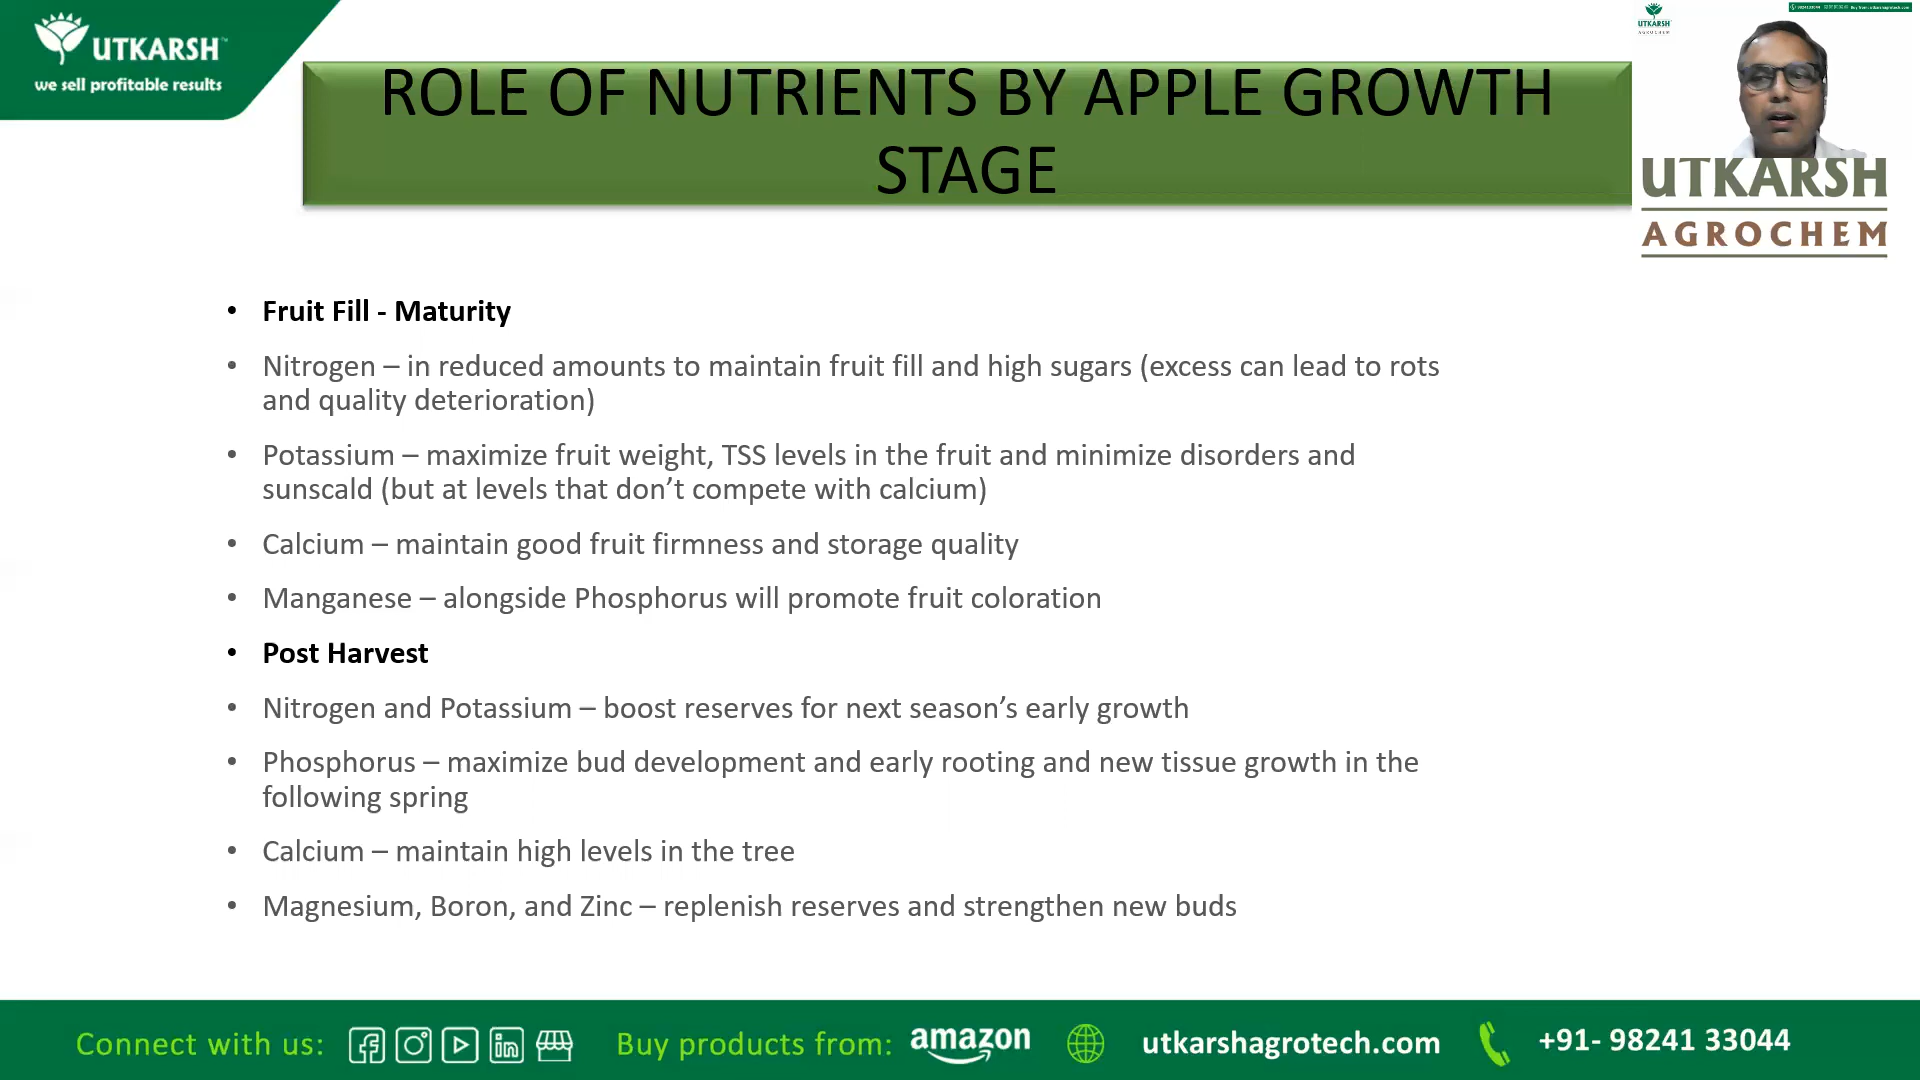 UTKARSH™
we sell profitable results
ROLE OF NUTRIENTS BY APPLE GROWTH
STAGE
UTKARSH
AGROCHEM
UTKARSH
AGROCHEM
• Fruit Fill - Maturity
• Nitrogen – in reduced amounts to maintain fruit fill and high sugars (excess can lead to rots
and quality deterioration)
• Potassium – maximize fruit weight, TSS levels in the fruit and minimize disorders and
sunscald (but at levels that don’t compete with calcium)
• Calcium – maintain good fruit firmness and storage quality
• Manganese – alongside Phosphorus will promote fruit coloration
• Post Harvest
• Nitrogen and Potassium – boost reserves for next season’s early growth
• Phosphorus – maximize bud development and early rooting and new tissue growth in the
following spring
• Calcium – maintain high levels in the tree
• Magnesium, Boron, and Zinc – replenish reserves and strengthen new buds
Connect with us: Buy products from: amazon utkarshagrotech.com +91- 98241 33044